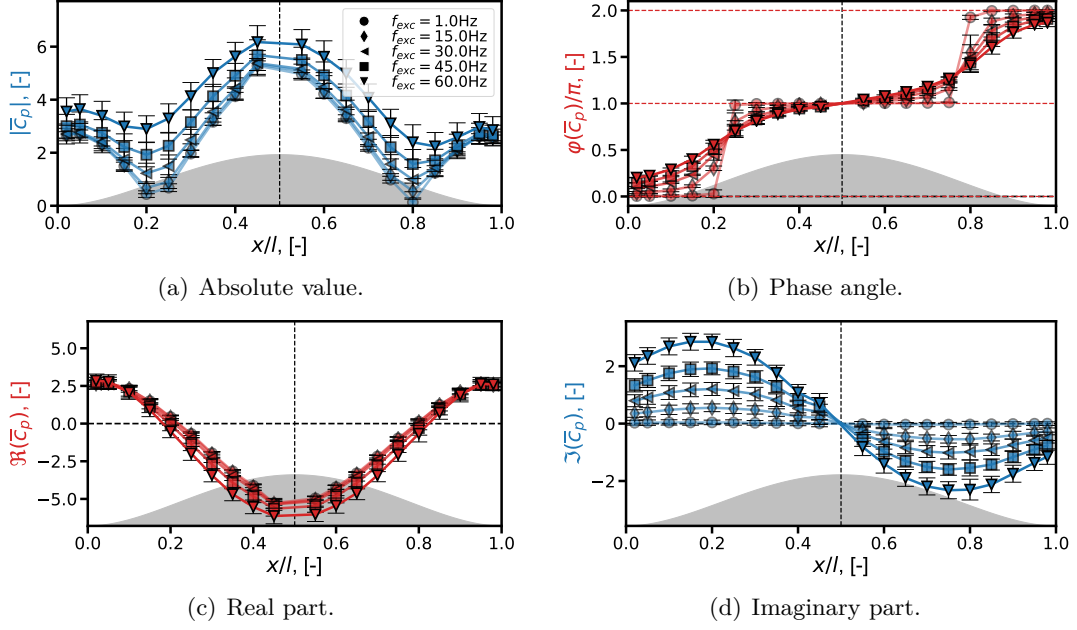 |c̅ₚ|, [-]
6
4
2
0
f_exc = 1.0Hz
f_exc = 15.0Hz
f_exc = 30.0Hz
f_exc = 45.0Hz
f_exc = 60.0Hz
0.0 0.2 0.4 0.6 0.8 1.0
x/l, [-]
(a) Absolute value.
φ(c̅ₚ)/π, [-]
2.0
1.5
1.0
0.5
0.0
0.0 0.2 0.4 0.6 0.8 1.0
x/l, [-]
(b) Phase angle.
ℜ(c̅ₚ), [-]
5.0
2.5
0.0
−2.5
−5.0
0.0 0.2 0.4 0.6 0.8 1.0
x/l, [-]
(c) Real part.
ℑ(c̅ₚ), [-]
2
0
−2
0.0 0.2 0.4 0.6 0.8 1.0
x/l, [-]
(d) Imaginary part.